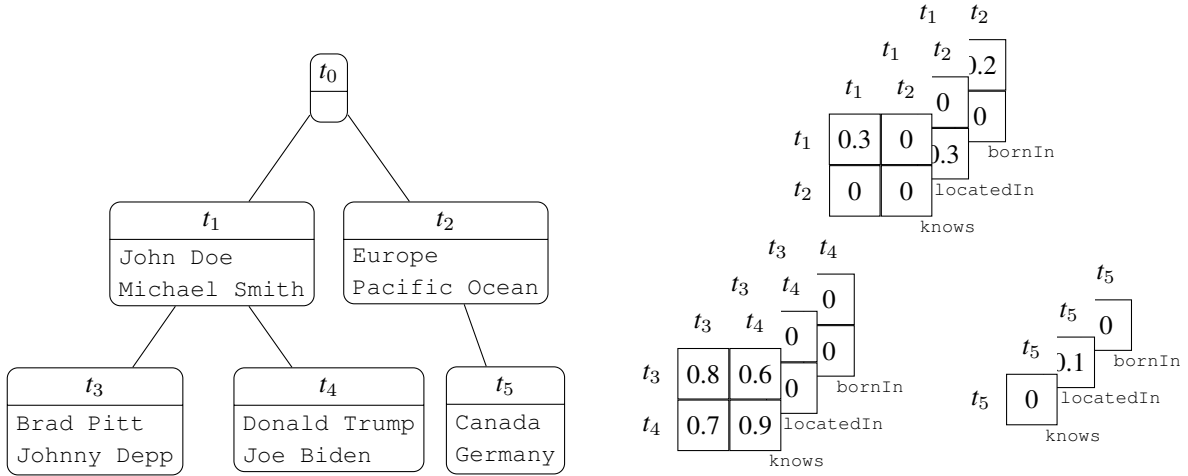 t₀
t₁
John Doe
Michael Smith
t₂
Europe
Pacific Ocean
t₃
Brad Pitt
Johnny Depp
t₄
Donald Trump
Joe Biden
t₅
Canada
Germany
t₁ t₂
0.2
0
bornIn
t₁ t₂
0
0.3
locatedIn
t₁ t₂
t₁ 0.3 0
t₂ 0 0
knows
t₃ t₄
0
0
bornIn
t₃ t₄
0
0
locatedIn
t₃ t₄
t₃ 0.8 0.6
t₄ 0.7 0.9
knows
t₅
0
bornIn
t₅
0.1
locatedIn
t₅
t₅ 0
knows